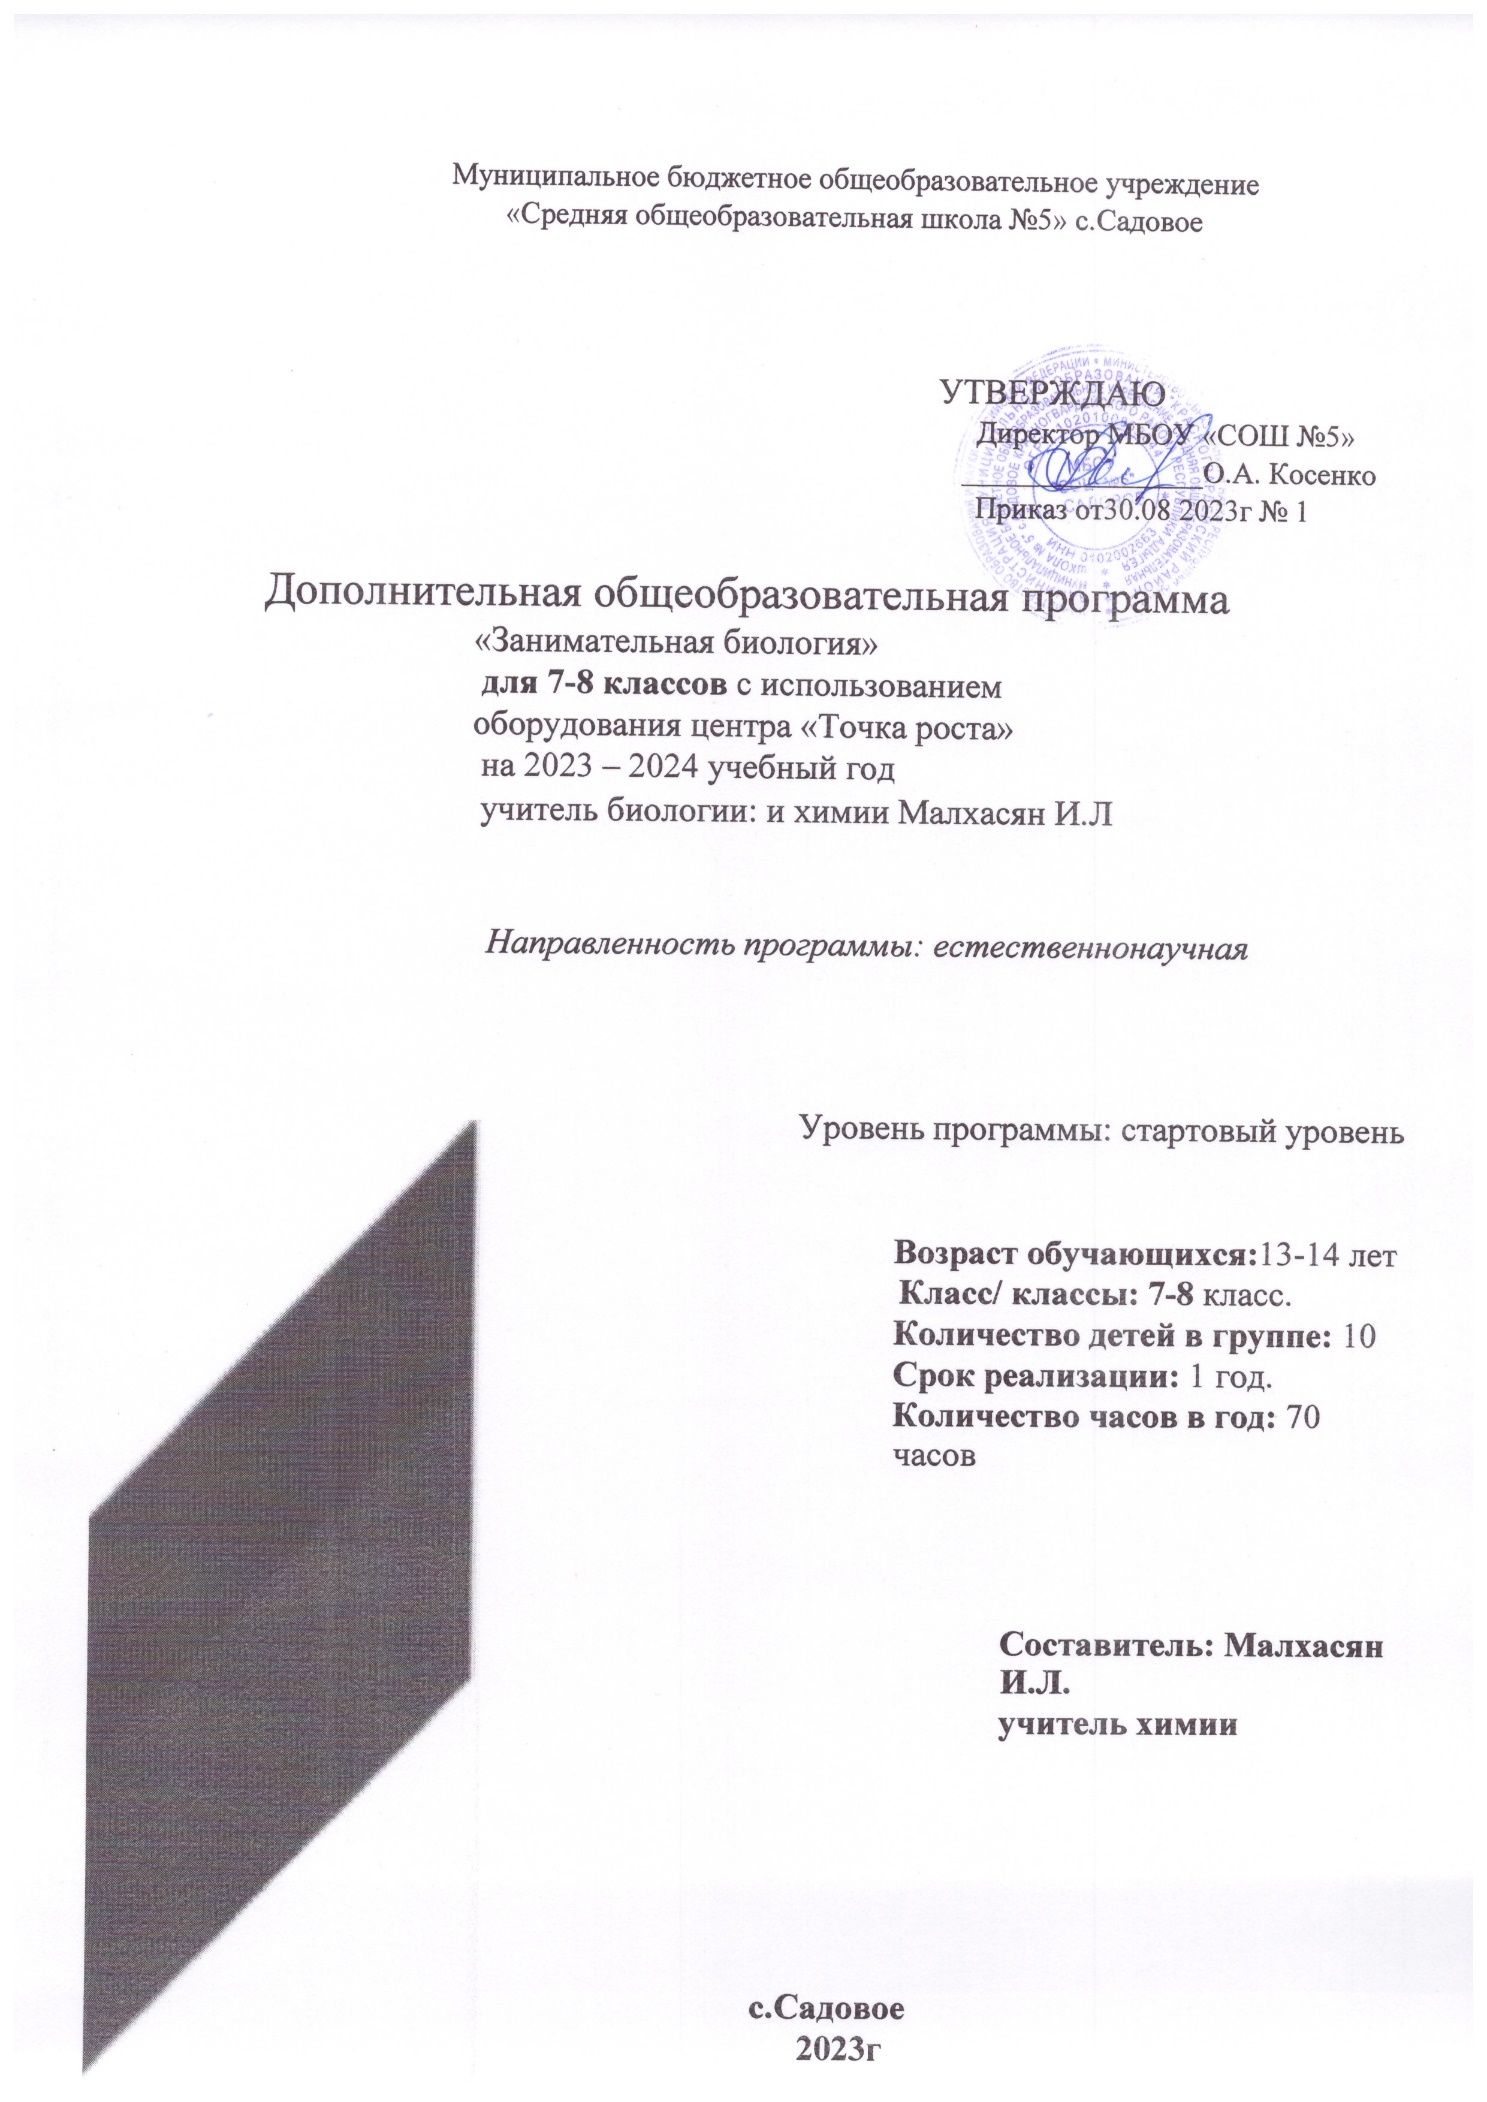 Муниципальное бюджетное общеобразовательное учреждение
«Средняя общеобразовательная школа №5» с.Садовое
УТВЕРЖДАЮ
Директор МБОУ «СОШ №5»
О.А. Косенко
Приказ от30.08 2023г № 1
ИНН 0102002663
Дополнительная общеобразовательная программа
«Занимательная биология»
для 7-8 классов с использованием
оборудования центра «Точка роста»
на 2023 – 2024 учебный год
учитель биологии: и химии Малхасян И.Л
Направленность программы: естественнонаучная
Уровень программы: стартовый уровень
Возраст обучающихся:13-14 лет
Класс/ классы: 7-8 класс.
Количество детей в группе: 10
Срок реализации: 1 год.
Количество часов в год: 70
часов
Составитель: Малхасян
И.Л.
учитель химии
с.Садовое
2023г